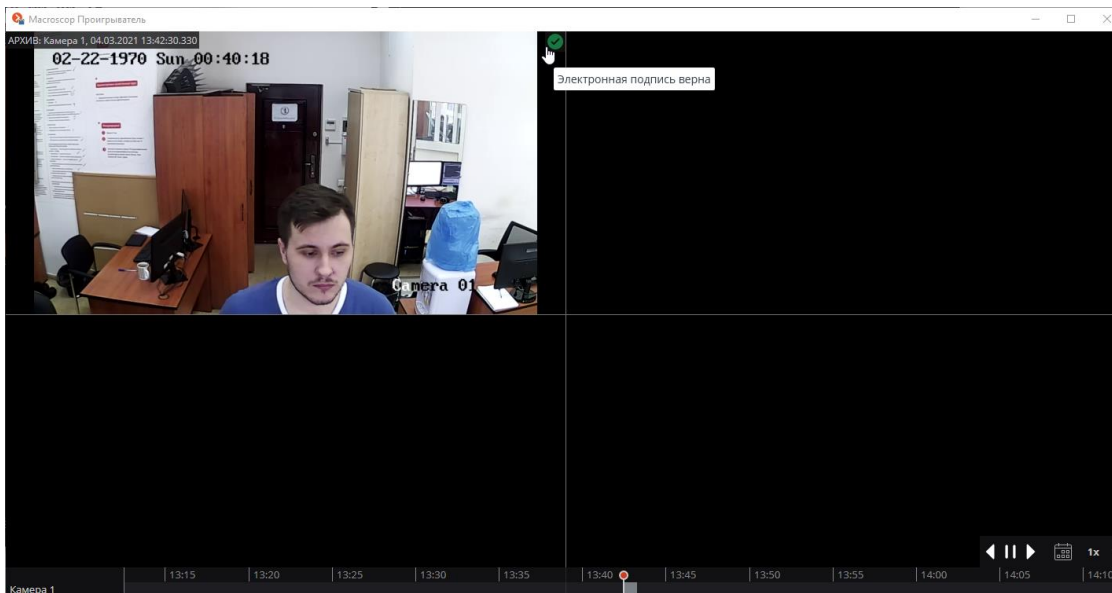 Macroscop Проигрыватель
АРХИВ: Камера 1, 04.03.2021 13:42:30.330
02-22-1970 Sun 00:40:18
Электронная подпись верна
Camera 01
1x
13:15 13:20 13:25 13:30 13:35 13:40 13:45 13:50 13:55 14:00 14:05 14:10
Камера 1